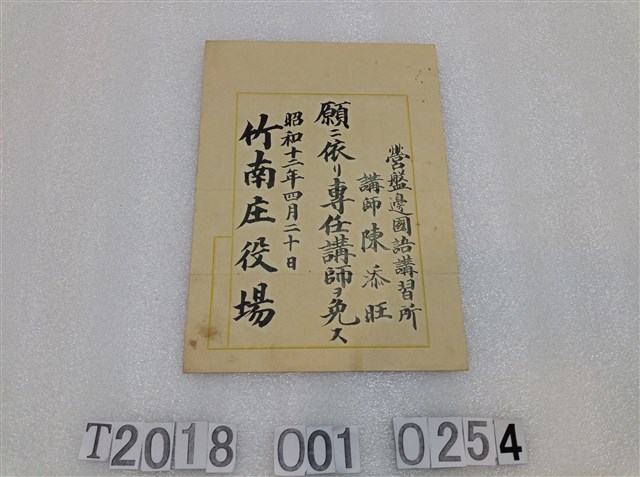 營盤邊國語講習所
講師 陳添旺
願ニ依リ專任講師ヲ免ス
昭和十二年四月二十日
竹南庄役場
T2018 001 0254